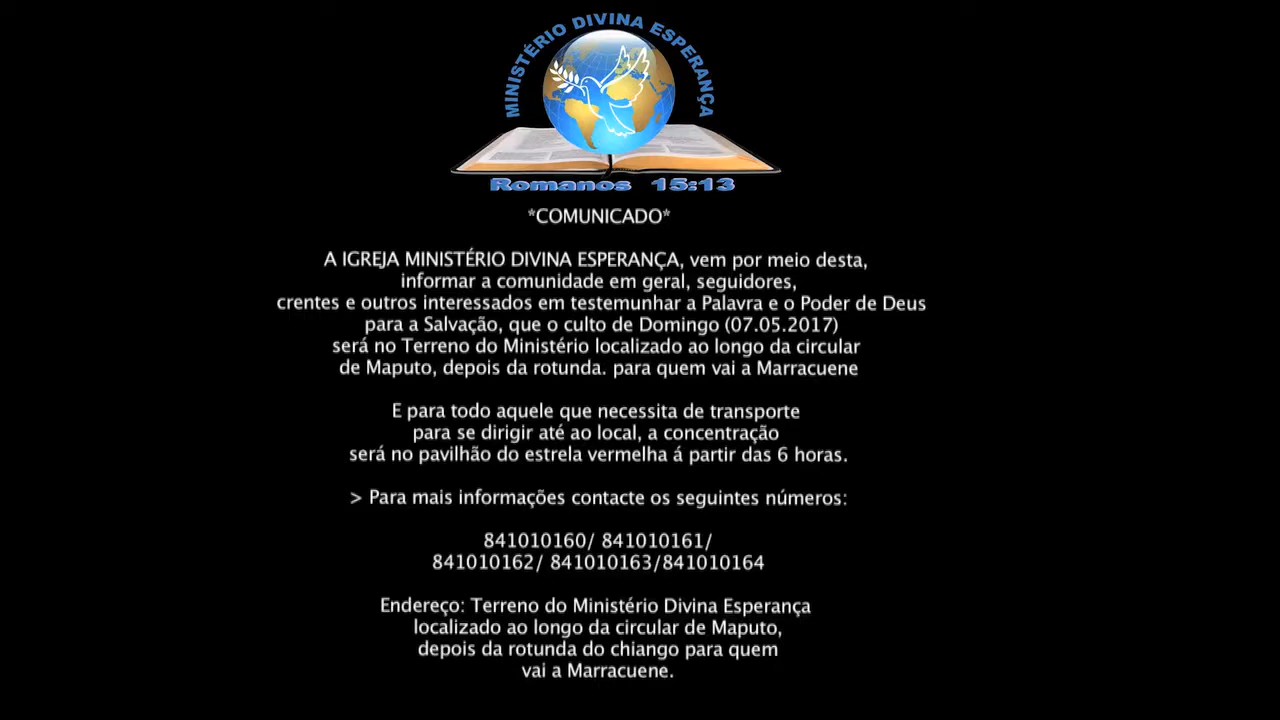 MINISTÉRIO DIVINA ESPERANÇA
Romanos 15:13
*COMUNICADO*
A IGREJA MINISTÉRIO DIVINA ESPERANÇA, vem por meio desta,
informar a comunidade em geral, seguidores,
crentes e outros interessados em testemunhar a Palavra e o Poder de Deus
para a Salvação, que o culto de Domingo (07.05.2017)
será no Terreno do Ministério localizado ao longo da circular
de Maputo, depois da rotunda. para quem vai a Marracuene
E para todo aquele que necessita de transporte
para se dirigir até ao local, a concentração
será no pavilhão do estrela vermelha á partir das 6 horas.
> Para mais informações contacte os seguintes números:
841010160/ 841010161/
841010162/ 841010163/841010164
Endereço: Terreno do Ministério Divina Esperança
localizado ao longo da circular de Maputo,
depois da rotunda do chiango para quem
vai a Marracuene.